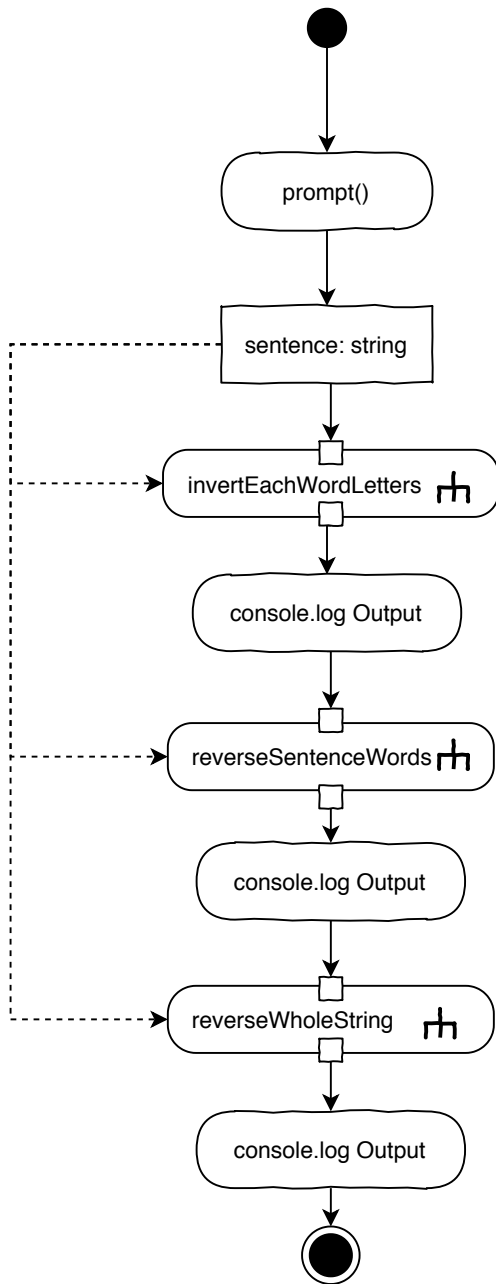 prompt()
sentence: string
invertEachWordLetters
console.log Output
reverseSentenceWords
console.log Output
reverseWholeString
console.log Output